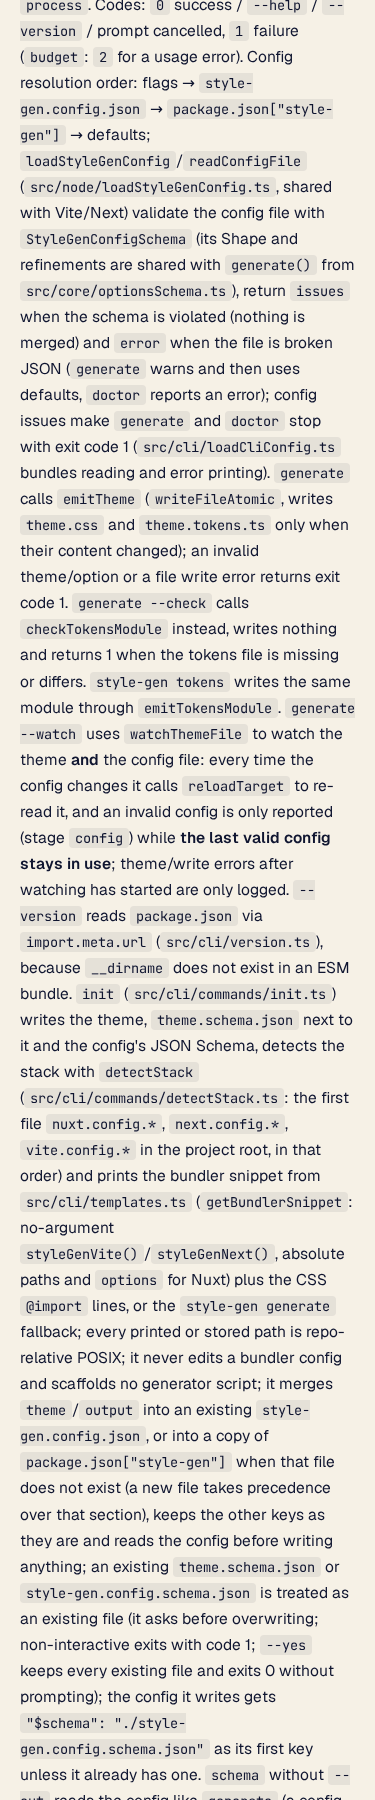 process . Codes: 0 success / --help / --
version / prompt cancelled, 1 failure
( budget : 2 for a usage error). Config
resolution order: flags → style-
gen.config.json → package.json["style-
gen"] → defaults;
loadStyleGenConfig / readConfigFile
( src/node/loadStyleGenConfig.ts , shared
with Vite/Next) validate the config file with
StyleGenConfigSchema (its Shape and
refinements are shared with generate() from
src/core/optionsSchema.ts ), return issues
when the schema is violated (nothing is
merged) and error when the file is broken
JSON ( generate warns and then uses
defaults, doctor reports an error); config
issues make generate and doctor stop
with exit code 1 ( src/cli/loadCliConfig.ts
bundles reading and error printing). generate
calls emitTheme ( writeFileAtomic , writes
theme.css and theme.tokens.ts only when
their content changed); an invalid
theme/option or a file write error returns exit
code 1. generate --check calls
checkTokensModule instead, writes nothing
and returns 1 when the tokens file is missing
or differs. style-gen tokens writes the same
module through emitTokensModule . generate
--watch uses watchThemeFile to watch the
theme and the config file: every time the
config changes it calls reloadTarget to re-
read it, and an invalid config is only reported
(stage config ) while the last valid config
stays in use; theme/write errors after
watching has started are only logged. --
version reads package.json via
import.meta.url ( src/cli/version.ts ),
because __dirname does not exist in an ESM
bundle. init ( src/cli/commands/init.ts )
writes the theme, theme.schema.json next to
it and the config's JSON Schema, detects the
stack with detectStack
( src/cli/commands/detectStack.ts : the first
file nuxt.config.* , next.config.* ,
vite.config.* in the project root, in that
order) and prints the bundler snippet from
src/cli/templates.ts ( getBundlerSnippet :
no-argument
styleGenVite() / styleGenNext() , absolute
paths and options for Nuxt) plus the CSS
@import lines, or the style-gen generate
fallback; every printed or stored path is repo-
relative POSIX; it never edits a bundler config
and scaffolds no generator script; it merges
theme / output into an existing style-
gen.config.json , or into a copy of
package.json["style-gen"] when that file
does not exist (a new file takes precedence
over that section), keeps the other keys as
they are and reads the config before writing
anything; an existing theme.schema.json or
style-gen.config.schema.json is treated as
an existing file (it asks before overwriting;
non-interactive exits with code 1; --yes
keeps every existing file and exits 0 without
prompting); the config it writes gets
"$schema": "./style-
gen.config.schema.json" as its first key
unless it already has one. schema without --
out reads the config like generate (a config